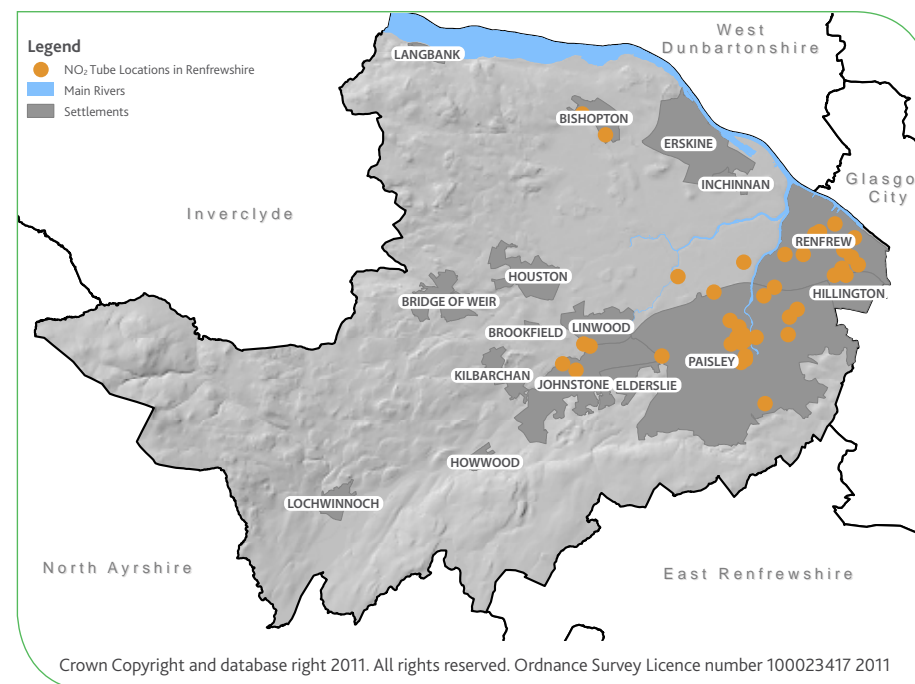 West
Dunbartonshire
Legend
NO₂ Tube Locations in Renfrewshire
Main Rivers
Settlements
LANGBANK
BISHOPTON
ERSKINE
INCHINNAN
Glasgo
City
Inverclyde
RENFREW
HOUSTON
HILLINGTON
BRIDGE OF WEIR
BROOKFIELD
LINWOOD
PAISLEY
KILBARCHAN
JOHNSTONE
ELDERSLIE
HOWWOOD
LOCHWINNOCH
North Ayrshire
East Renfrewshire
Crown Copyright and database right 2011. All rights reserved. Ordnance Survey Licence number 100023417 2011